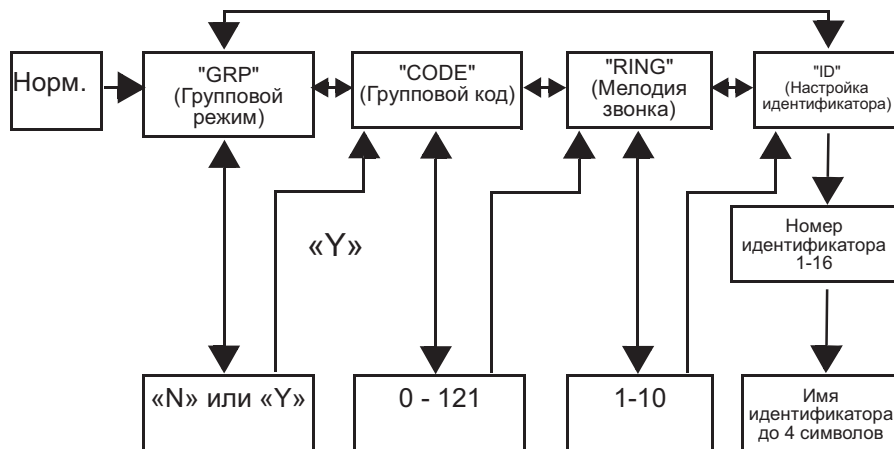 Норм.
"GRP"
(Групповой
режим)
"CODE"
(Групповой код)
"RING"
(Мелодия
звонка)
"ID"
(Настройка
идентификатора)
«Y»
Номер
идентификатора
1-16
«N» или «Y»
0 - 121
1-10
Имя
идентификатора
до 4 символов